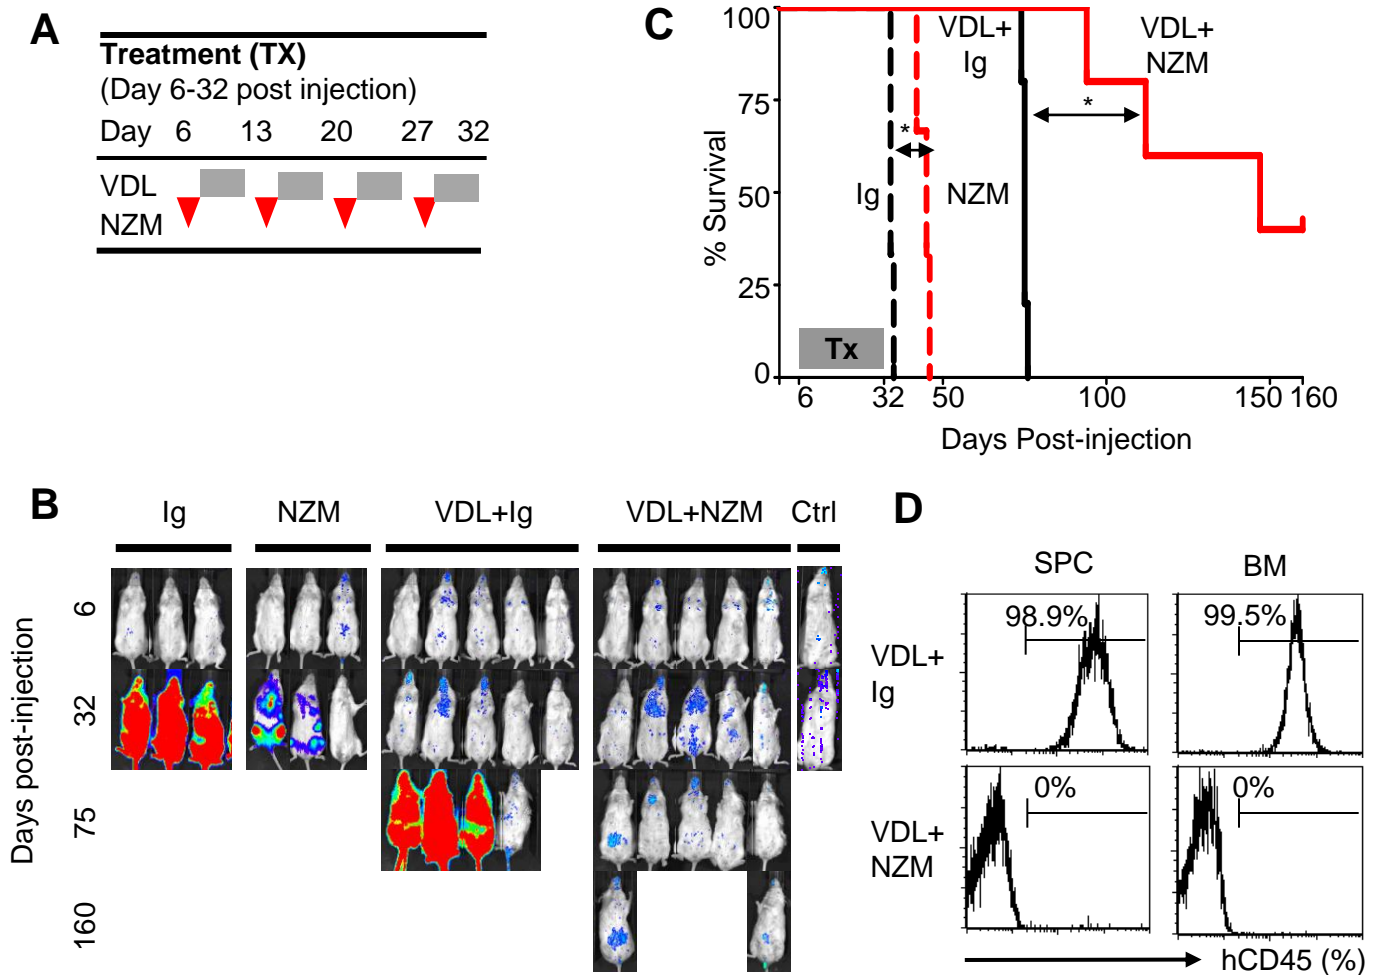 A
Treatment (TX)
(Day 6-32 post injection)
Day 6 13 20 27 32
VDL
NZM
C
100
75
50
25
0
% Survival
VDL+
Ig
VDL+
NZM
*
*
Ig
NZM
Tx
6 32 50 100 150 160
Days Post-injection
B
Ig NZM VDL+Ig VDL+NZM Ctrl
Days post-injection
6
32
75
160
D
SPC BM
VDL+
Ig
98.9% 99.5%
VDL+
NZM
0% 0%
hCD45 (%)